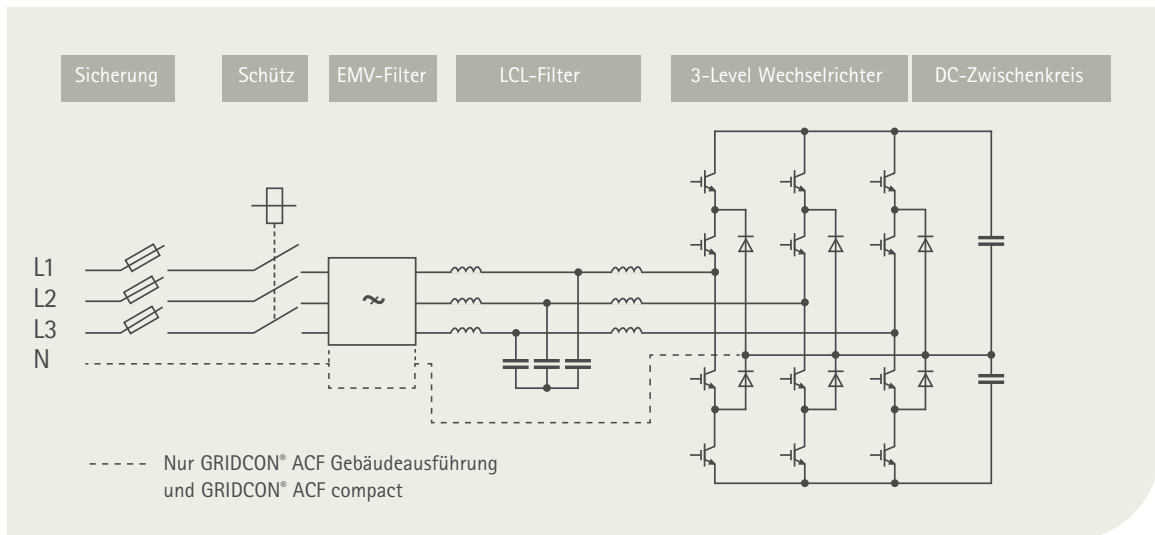 Sicherung
Schütz
EMV-Filter
LCL-Filter
3-Level Wechselrichter
DC-Zwischenkreis
L1
L2
L3
N
~
Nur GRIDCON® ACF Gebäudeausführung
und GRIDCON® ACF compact